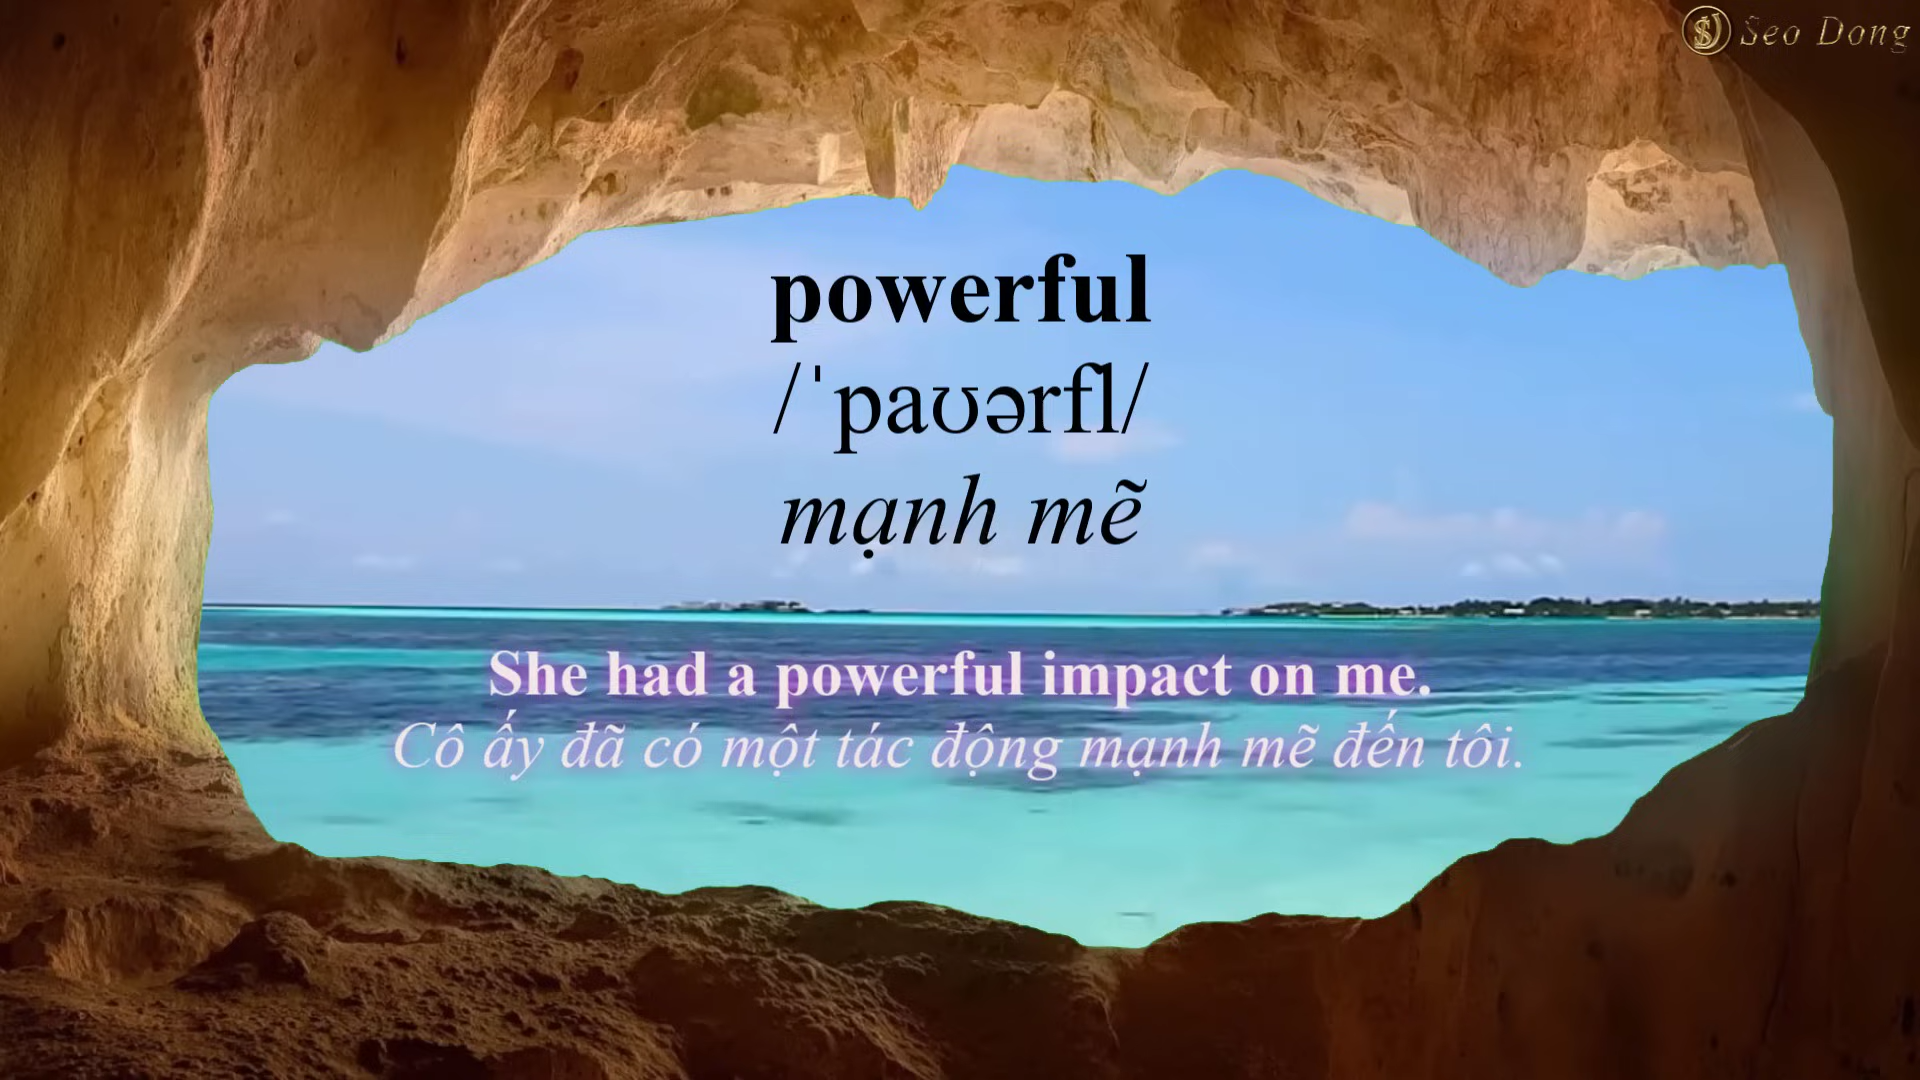 Seo Dong
powerful
/ˈpaʊərfl/
mạnh mẽ
She had a powerful impact on me.
Cô ấy đã có một tác động mạnh mẽ đến tôi.